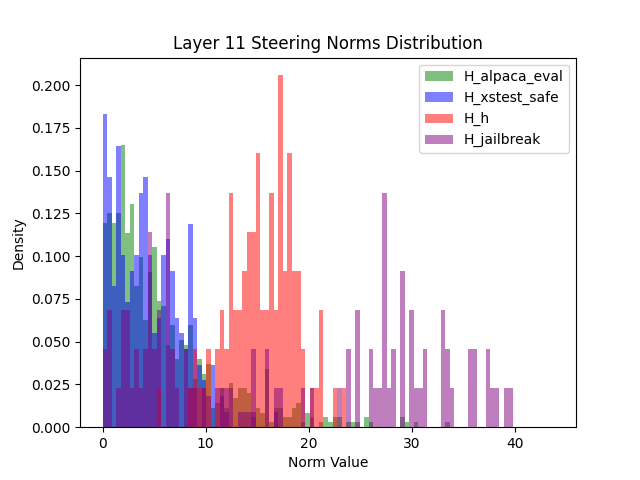 Layer 11 Steering Norms Distribution
H_alpaca_eval
H_xstest_safe
H_h
H_jailbreak
Density
0.200
0.175
0.150
0.125
0.100
0.075
0.050
0.025
0.000
0 10 20 30 40
Norm Value